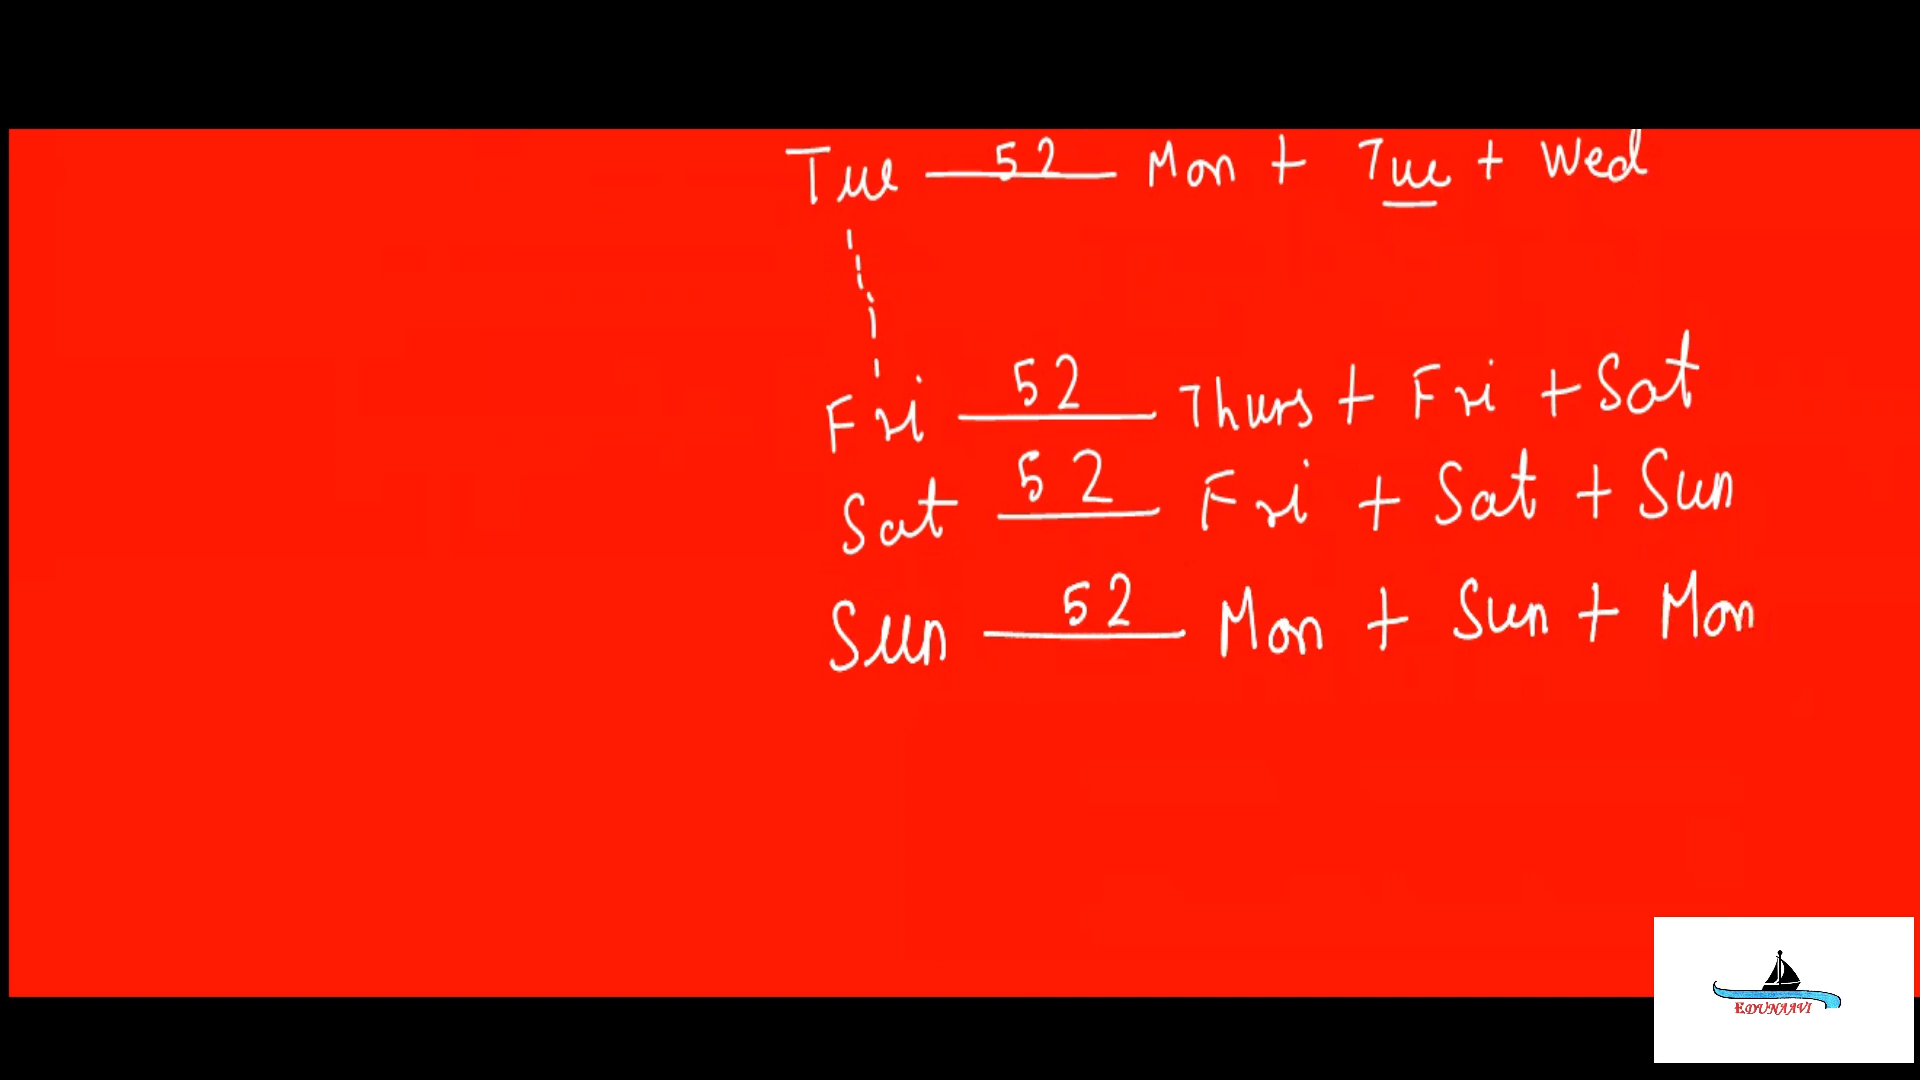 Tue 52 Mon + Tue + Wed
Fri 52 Thurs + Fri + Sat
Sat 52 Fri + Sat + Sun
Sun 52 Mon + Sun + Mon
EDUNAAVI